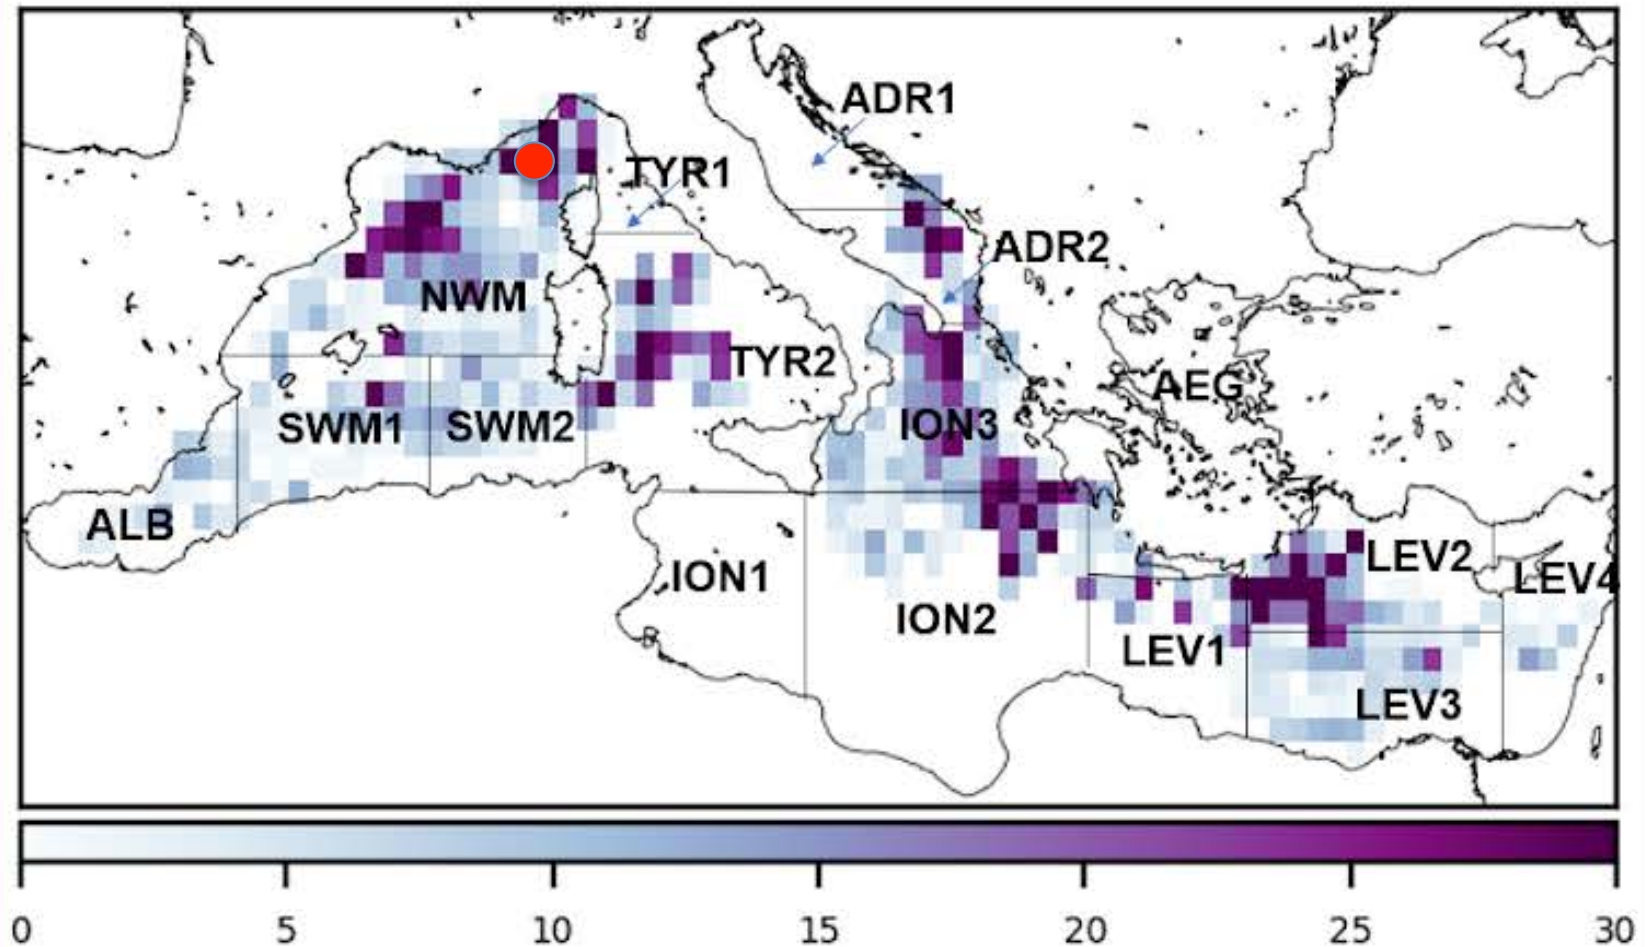 ADR1
TYR1
ADR2
NWM
TYR2
AEG
SWM1
SWM2
ION3
ALB
ION1
LEV2
LEV4
ION2
LEV1
LEV3
0 5 10 15 20 25 30